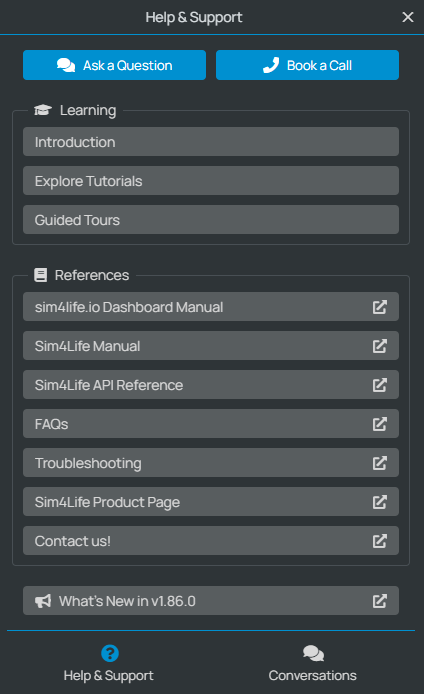 Help & Support
Ask a Question
Book a Call
Learning
Introduction
Explore Tutorials
Guided Tours
References
sim4life.io Dashboard Manual
Sim4Life Manual
Sim4Life API Reference
FAQs
Troubleshooting
Sim4Life Product Page
Contact us!
What's New in v1.86.0
Help & Support
Conversations